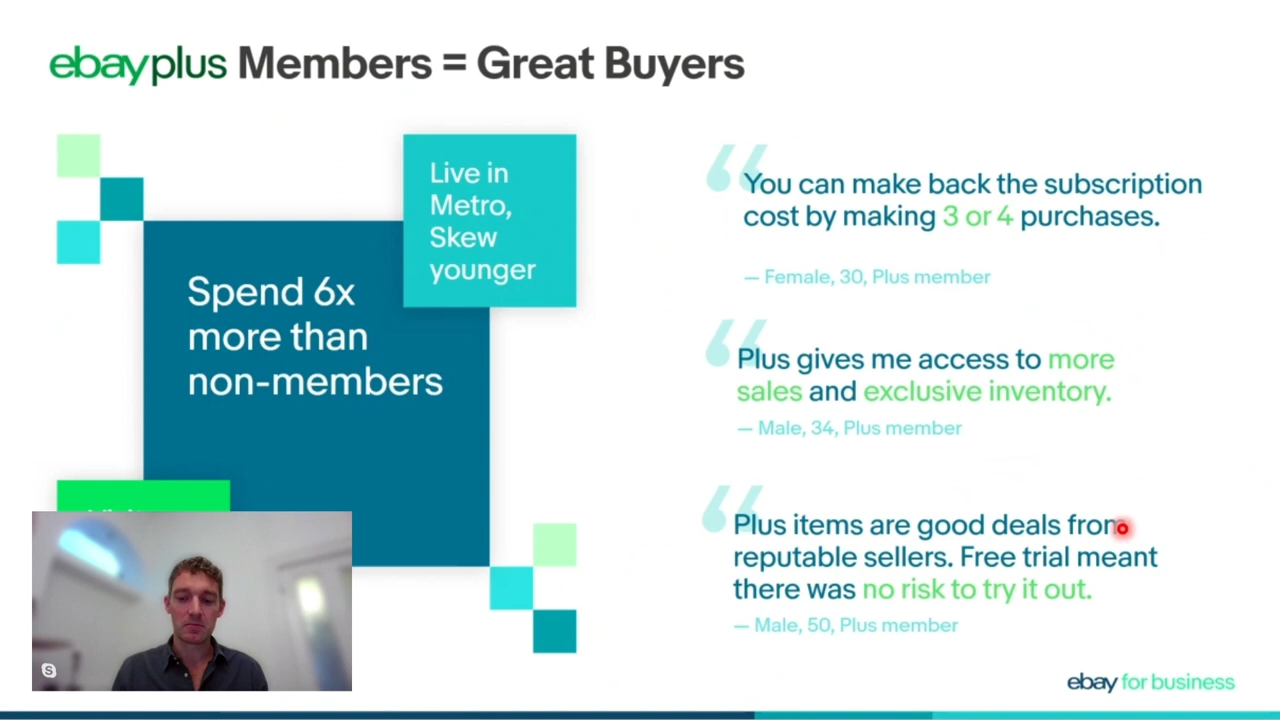 ebayplus Members = Great Buyers
Live in
Metro,
Skew
younger
Spend 6x
more than
non-members
You can make back the subscription
cost by making 3 or 4 purchases.
— Female, 30, Plus member
Plus gives me access to more
sales and exclusive inventory.
— Male, 34, Plus member
Plus items are good deals from
reputable sellers. Free trial meant
there was no risk to try it out.
— Male, 50, Plus member
ebay for business